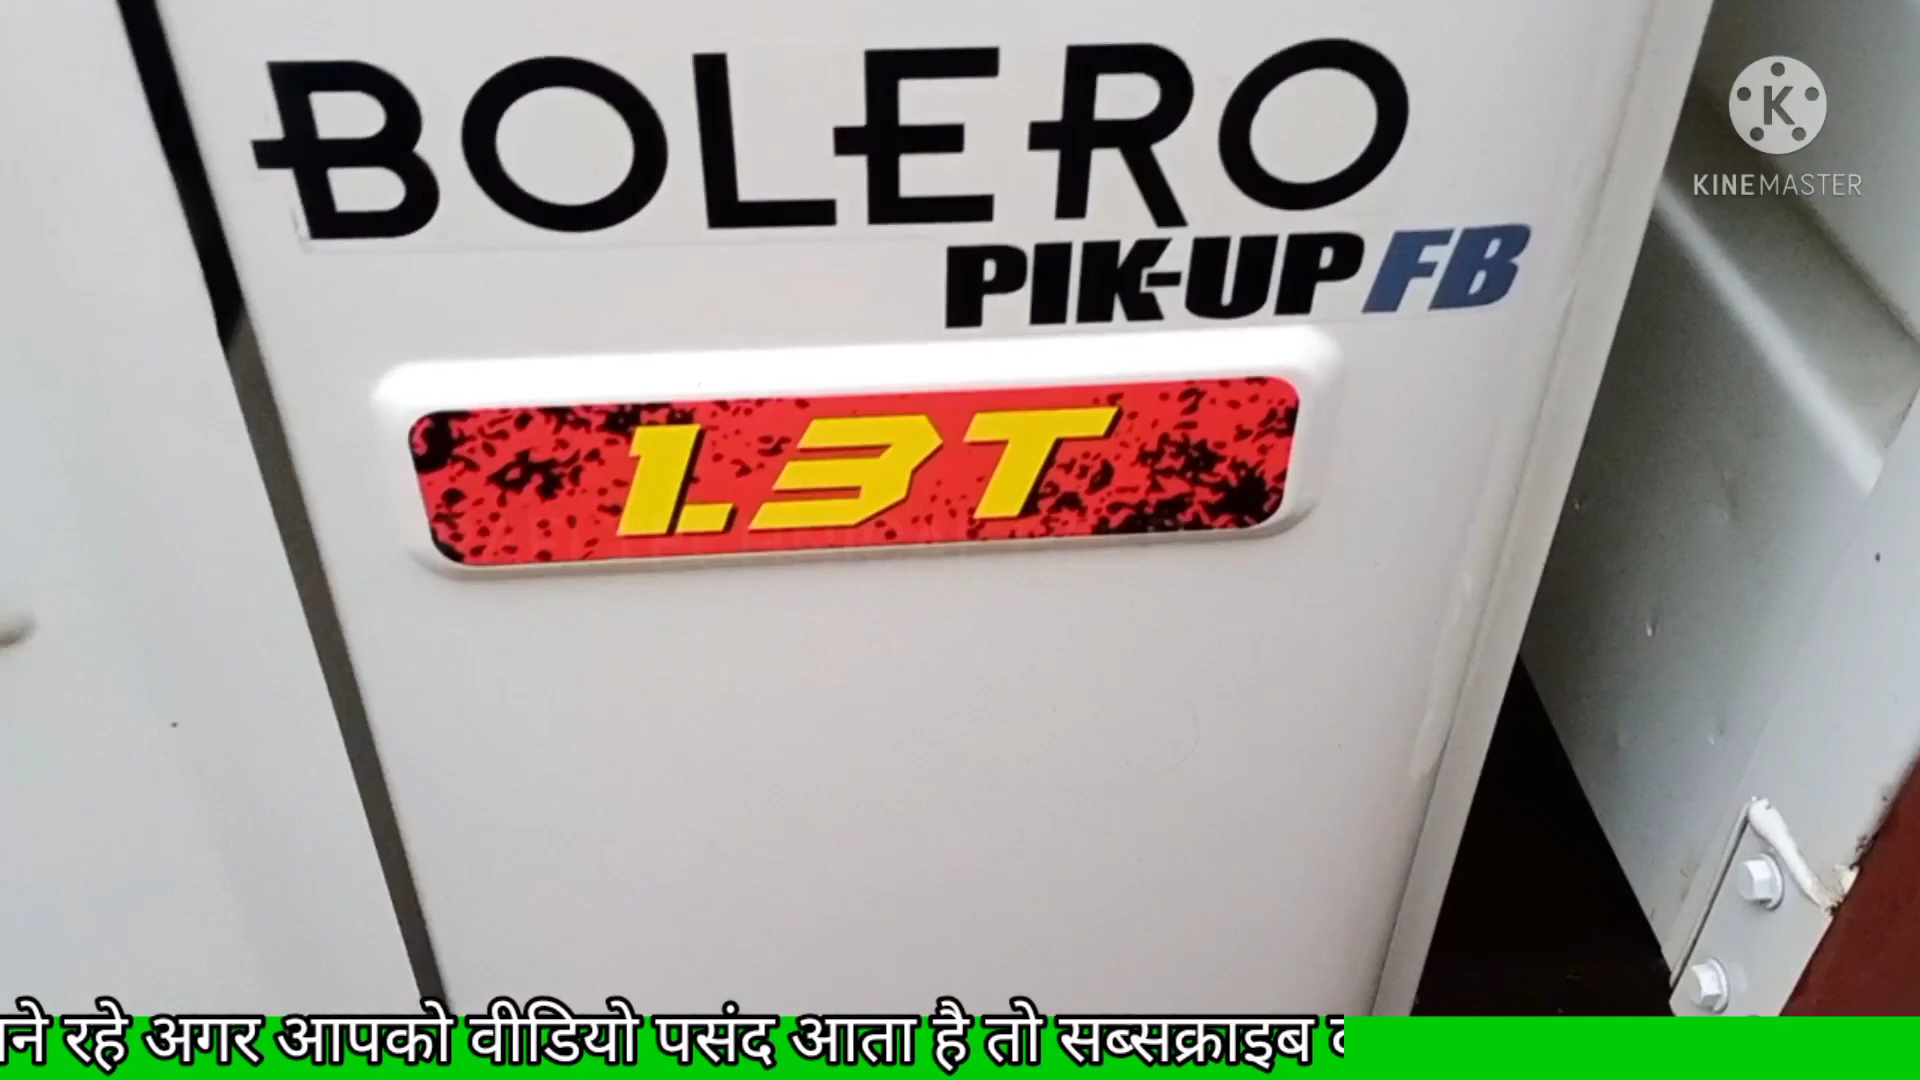 BOLERO
PIK-UP FB
1.3T
K
KINEMASTER
रहे अगर आपको वीडियो पसंद आता है तो सब्सक्राइब